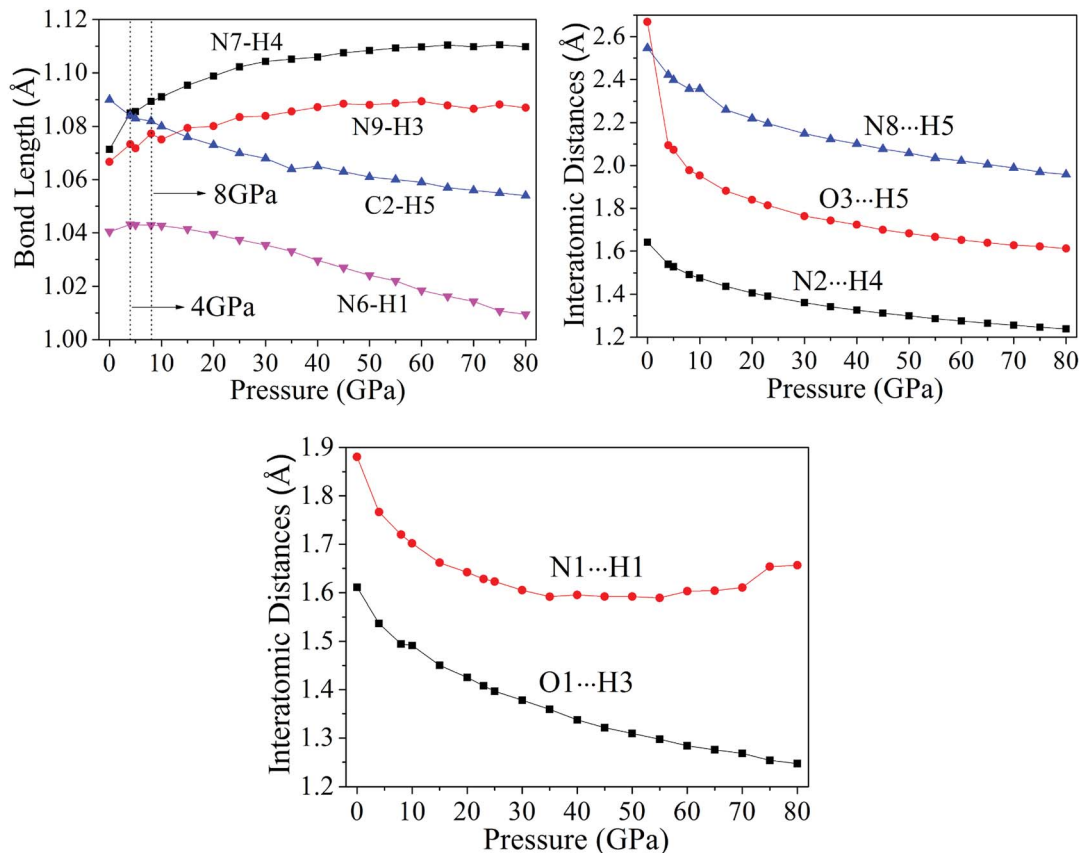 1.12
1.10
1.08
1.06
1.04
1.02
1.00
Bond Length (Å)
N7-H4
N9-H3
8GPa
C2-H5
N6-H1
4GPa
0 10 20 30 40 50 60 70 80
Pressure (GPa)
2.6
2.4
2.2
2.0
1.8
1.6
1.4
1.2
Interatomic Distances (Å)
N8···H5
O3···H5
N2···H4
0 10 20 30 40 50 60 70 80
Pressure (GPa)
1.9
1.8
1.7
1.6
1.5
1.4
1.3
1.2
Interatomic Distances (Å)
N1···H1
O1···H3
0 10 20 30 40 50 60 70 80
Pressure (GPa)